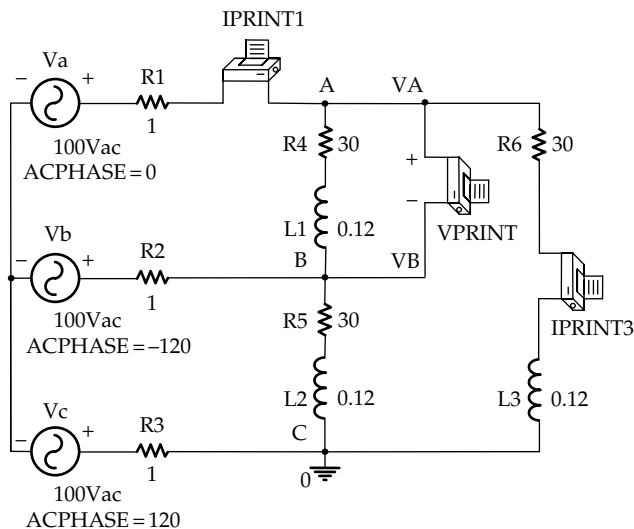 IPRINT1
Va
− +
R1
1
100Vac
ACPHASE = 0
A
VA
R4
30
R6
30
+
−
VPRINT
L1
0.12
Vb
− +
R2
1
100Vac
ACPHASE = −120
B
VB
R5
30
IPRINT3
L2
0.12
L3
0.12
Vc
− +
R3
1
100Vac
ACPHASE = 120
C
0